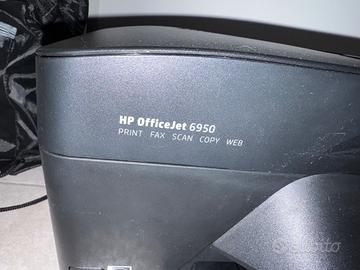 HP OfficeJet 6950
PRINT FAX SCAN COPY WEB
subito